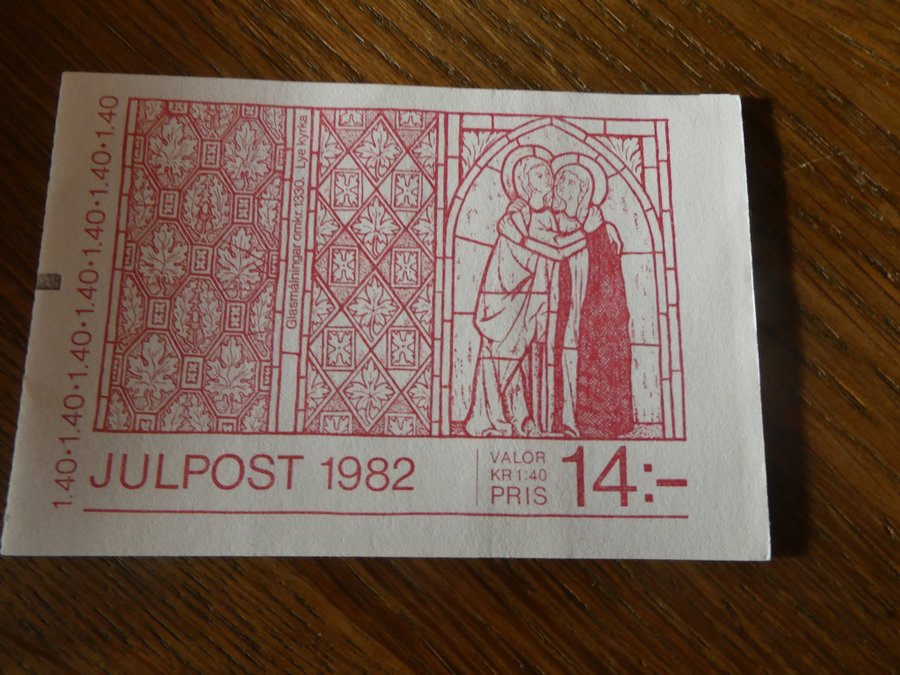 1.40·1.40·1.40·1.40·1.40·1.40·1.40
Glasmålningar omkr. 1330. Lye kyrka
JULPOST 1982
VALÖR
KR 1:40
PRIS
14:-